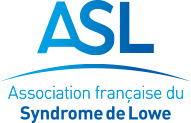 ASL
Association française du
Syndrome de Lowe